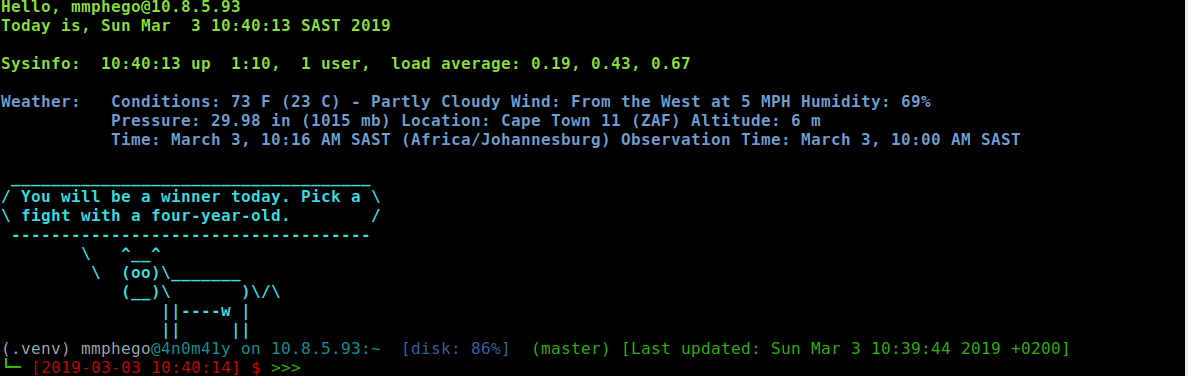 Hello, mmphego@10.8.5.93
Today is, Sun Mar  3 10:40:13 SAST 2019
Sysinfo:  10:40:13 up  1:10,  1 user,  load average: 0.19, 0.43, 0.67
Weather:   Conditions: 73 F (23 C) - Partly Cloudy Wind: From the West at 5 MPH Humidity: 69%
           Pressure: 29.98 in (1015 mb) Location: Cape Town 11 (ZAF) Altitude: 6 m
           Time: March 3, 10:16 AM SAST (Africa/Johannesburg) Observation Time: March 3, 10:00 AM SAST
 ____________________________________
/ You will be a winner today. Pick a \
\ fight with a four-year-old.        /
 ------------------------------------
        \   ^__^
         \  (oo)\_______
            (__)\       )\/\
                ||----w |
                ||     ||
(.venv) mmphego@4n0m41y on 10.8.5.93:~  [disk: 86%]  (master) [Last updated: Sun Mar 3 10:39:44 2019 +0200]
└─ [2019-03-03 10:40:14] $ >>>